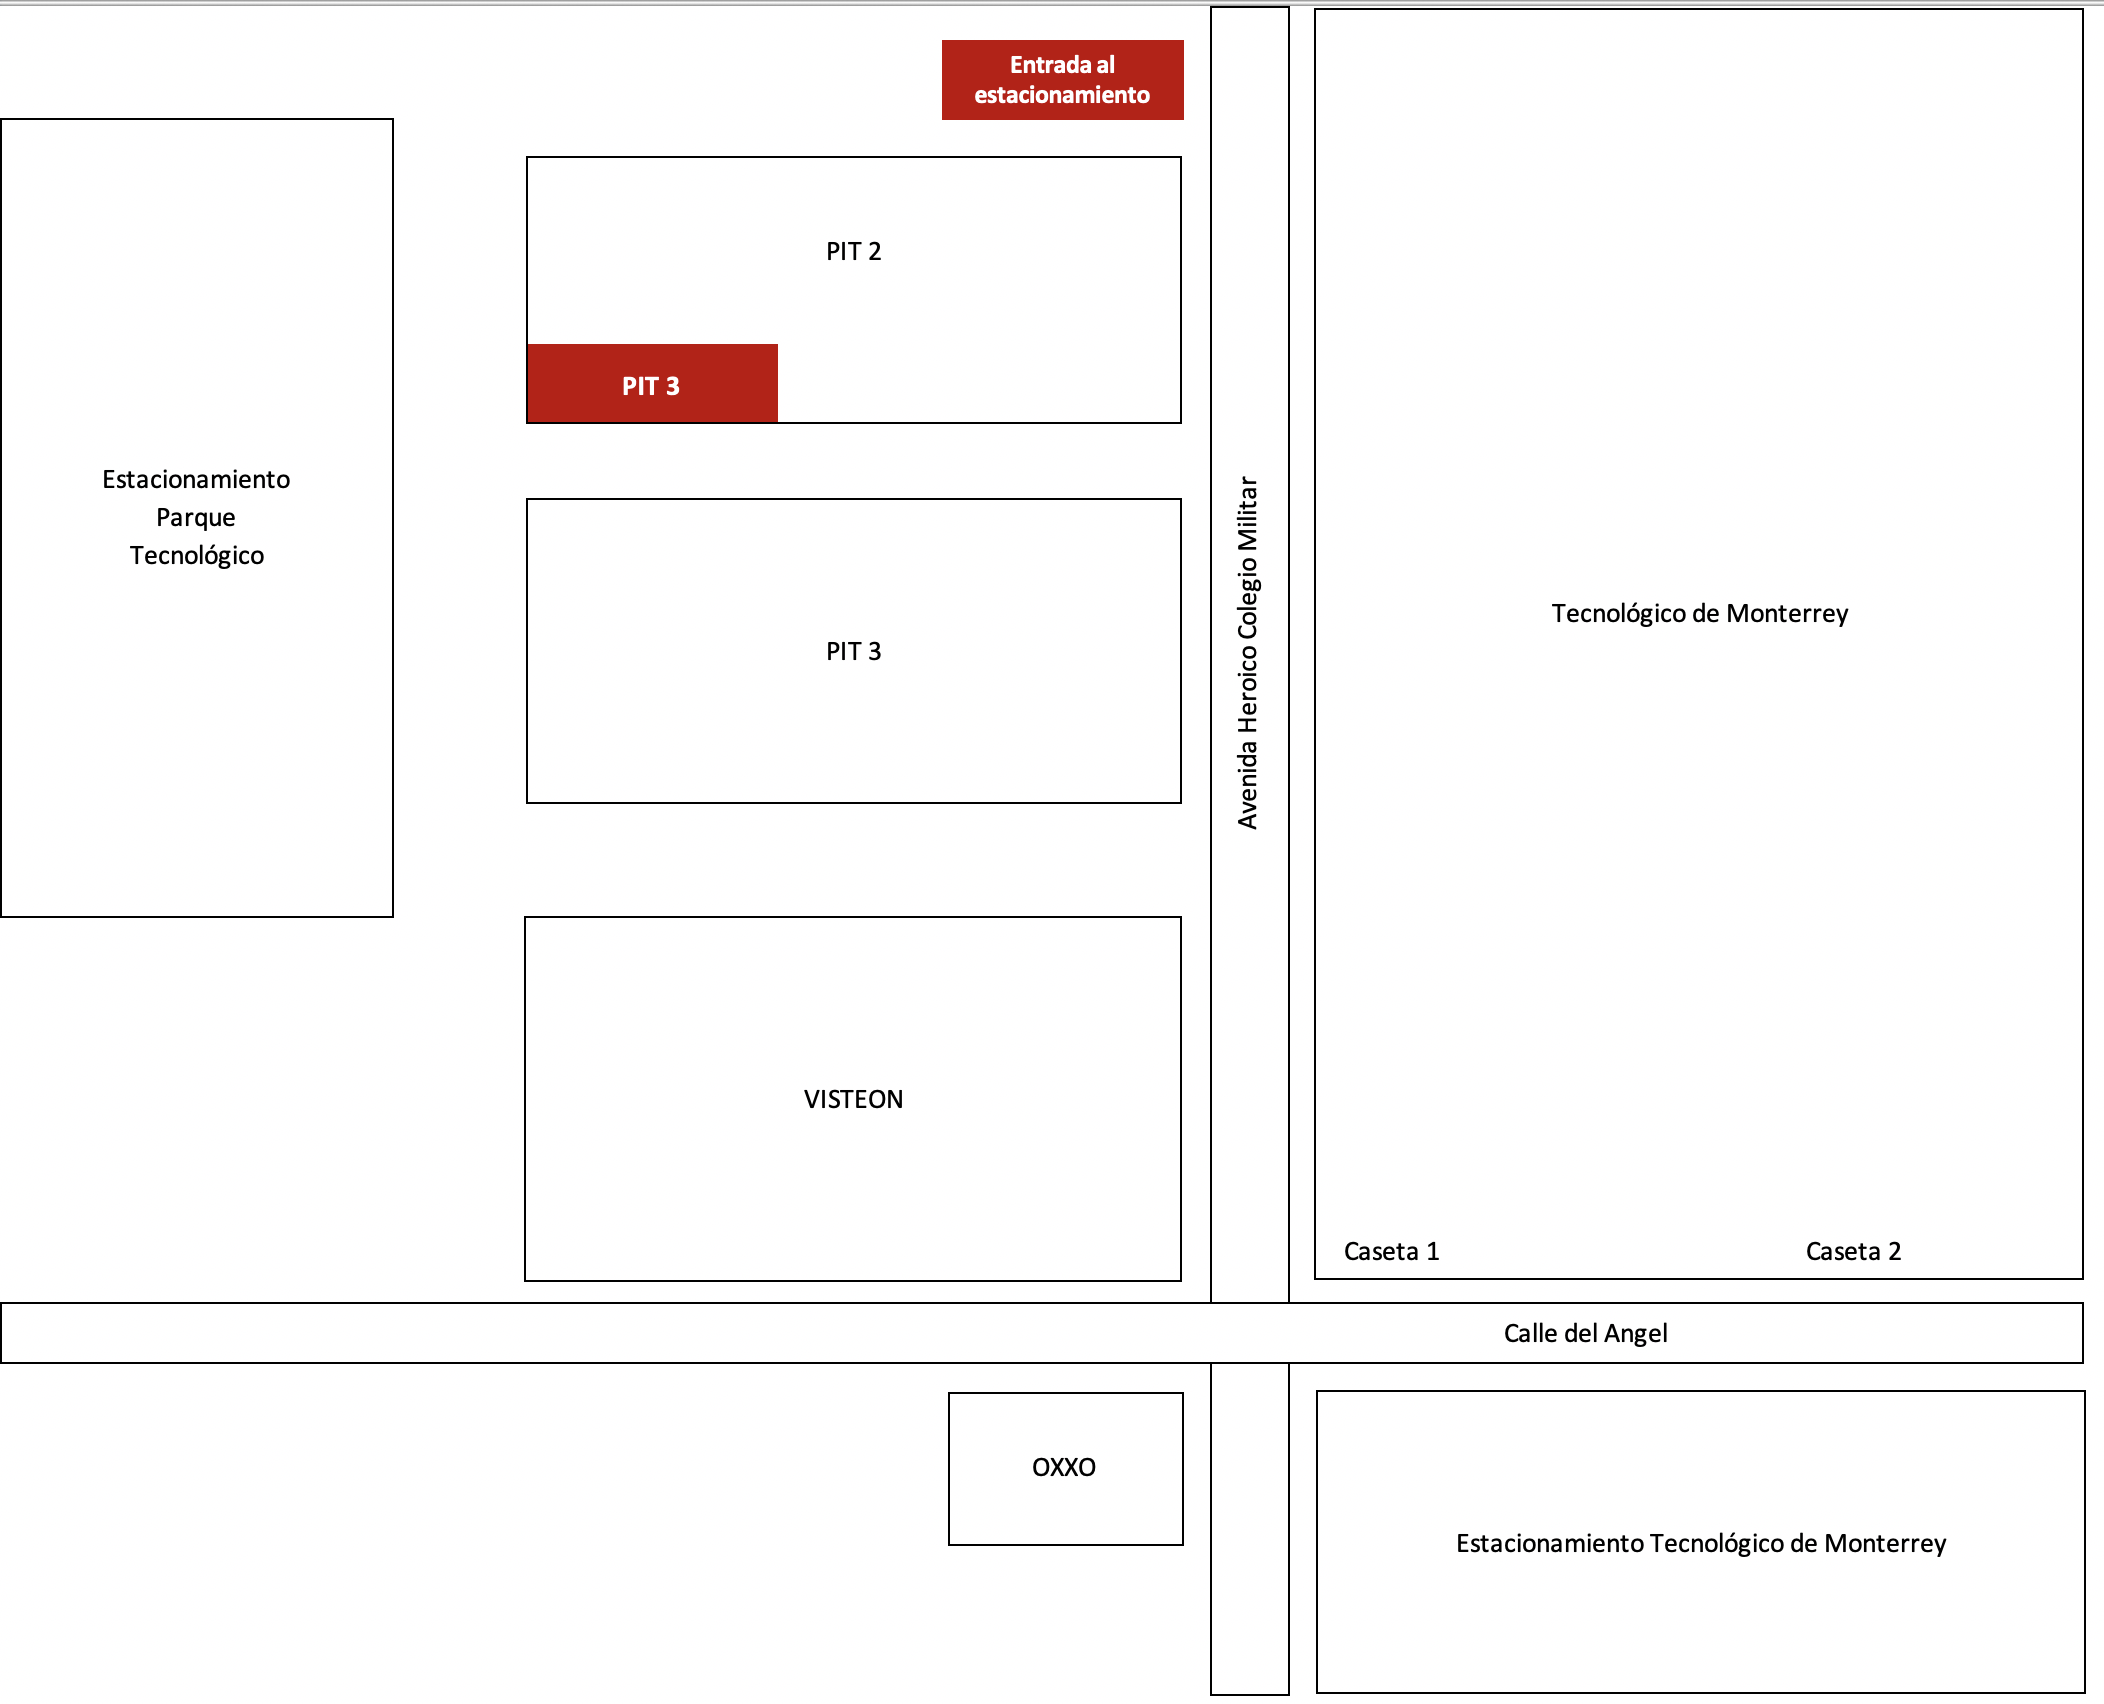 Entrada al
estacionamiento
PIT 2
PIT 3
Estacionamiento
Parque
Tecnológico
PIT 3
Avenida Heroico Colegio Militar
Tecnológico de Monterrey
VISTEON
Caseta 1
Caseta 2
Calle del Angel
OXXO
Estacionamiento Tecnológico de Monterrey